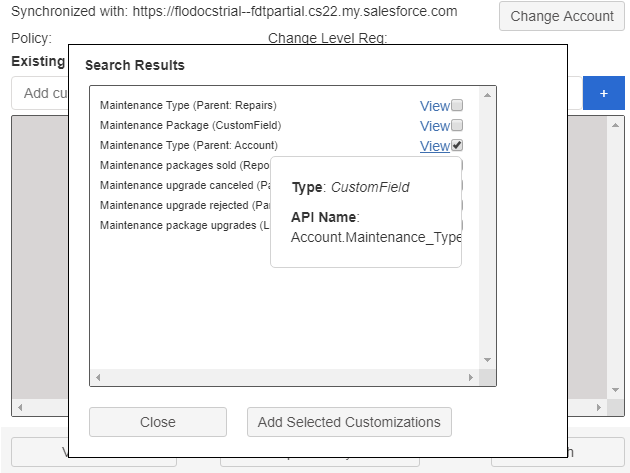 Synchronized with: https://flodocstrial--fdtpartial.cs22.my.salesforce.com
Change Account
Policy:
Change Level Req:
Existing
Search Results
Add cu
+
Maintenance Type (Parent: Repairs)
View
Maintenance Package (CustomField)
View
Maintenance Type (Parent: Account)
View
Maintenance packages sold (Repo
Maintenance upgrade canceled (Pa
Maintenance upgrade rejected (Par
Maintenance package upgrades (L
Type: CustomField
API Name:
Account.Maintenance_Type
Close
Add Selected Customizations